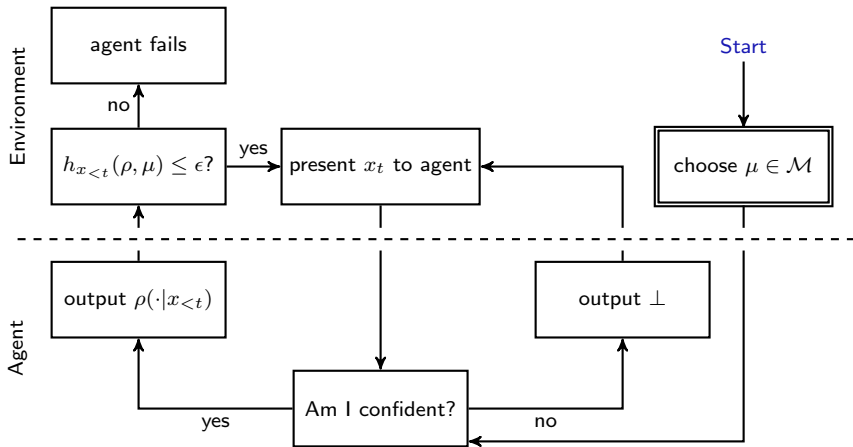 Environment
agent fails
Start
no
h_{x_{<t}}(ρ, μ) ≤ ϵ?
yes
present x_t to agent
choose μ ∈ ℳ
Agent
output ρ(·|x_{<t})
output ⊥
Am I confident?
yes
no